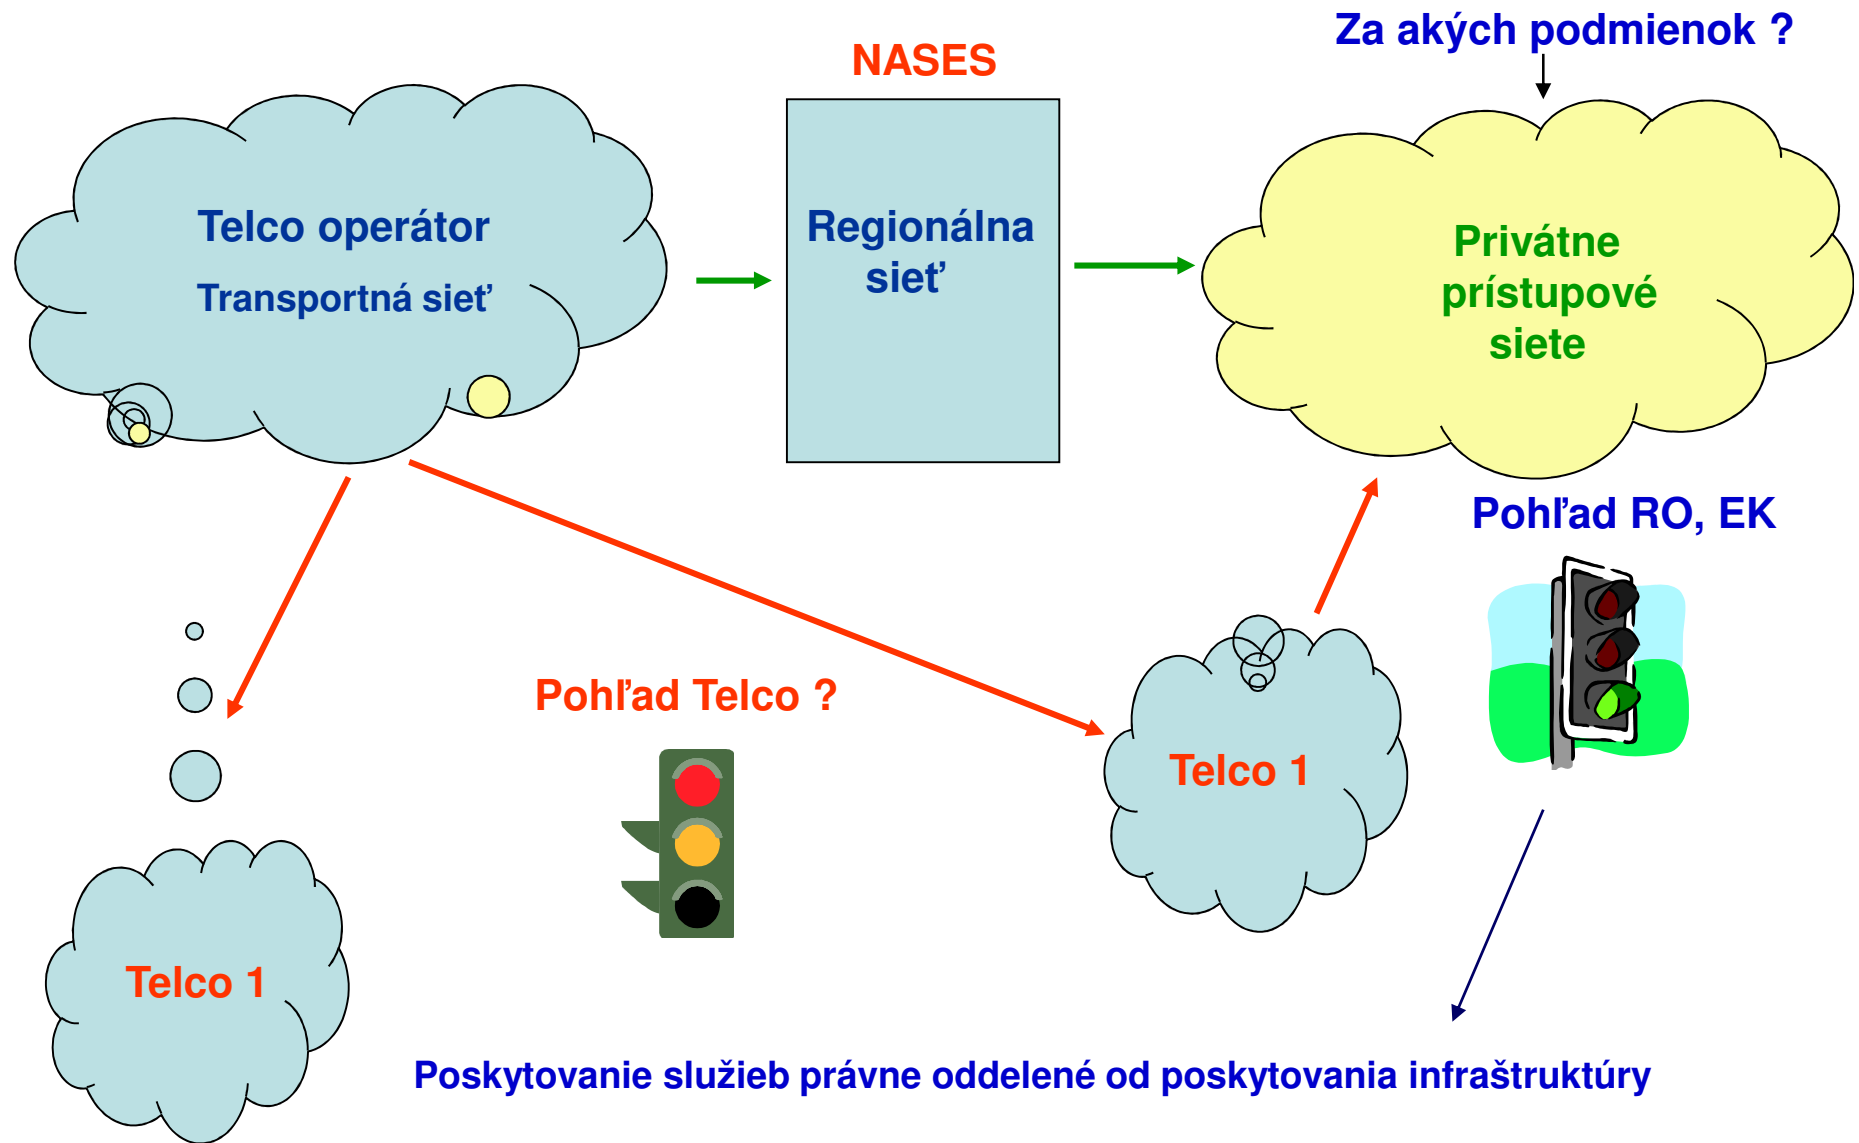 Za akých podmienok ?
NASES
Telco operátor
Transportná sieť
Regionálna
sieť
Privátne
prístupové
siete
Pohľad RO, EK
Pohľad Telco ?
Telco 1
Telco 1
Poskytovanie služieb právne oddelené od poskytovania infraštruktúry